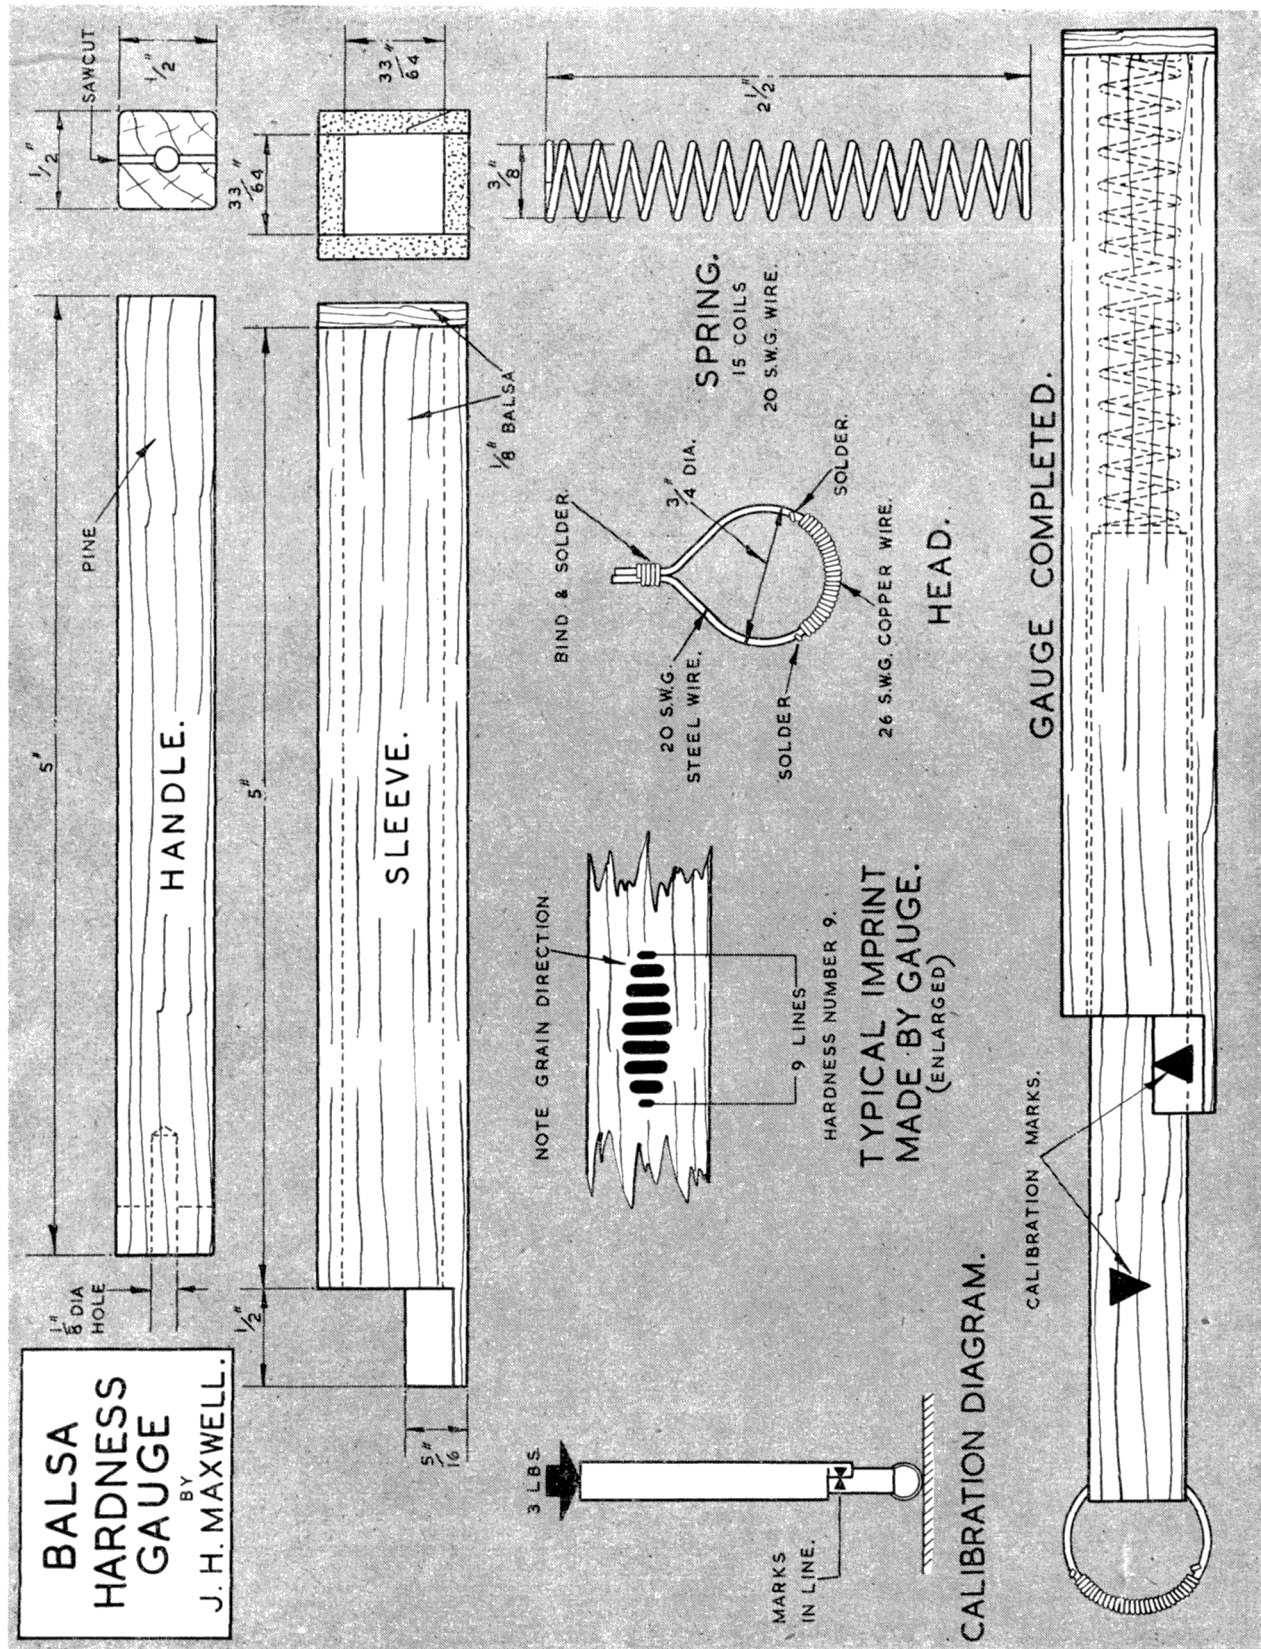 BALSA
HARDNESS
GAUGE
BY
J. H. MAXWELL.
1/8" DIA
HOLE
5"
PINE
HANDLE.
1/2"
SAWCUT
1/2"
1/2"
5/16"
5"
SLEEVE.
1/8" BALSA
33/64"
33/64"
3 LBS.
MARKS
IN LINE.
CALIBRATION DIAGRAM.
NOTE GRAIN DIRECTION
9 LINES
HARDNESS NUMBER 9.
TYPICAL IMPRINT
MADE BY GAUGE.
(ENLARGED)
BIND & SOLDER.
20 S.W.G.
STEEL WIRE.
3/4" DIA.
SOLDER
SOLDER.
26 S.W.G. COPPER WIRE.
HEAD.
3/8"
2 1/2"
SPRING.
15 COILS
20 S.W.G. WIRE.
CALIBRATION MARKS.
GAUGE COMPLETED.